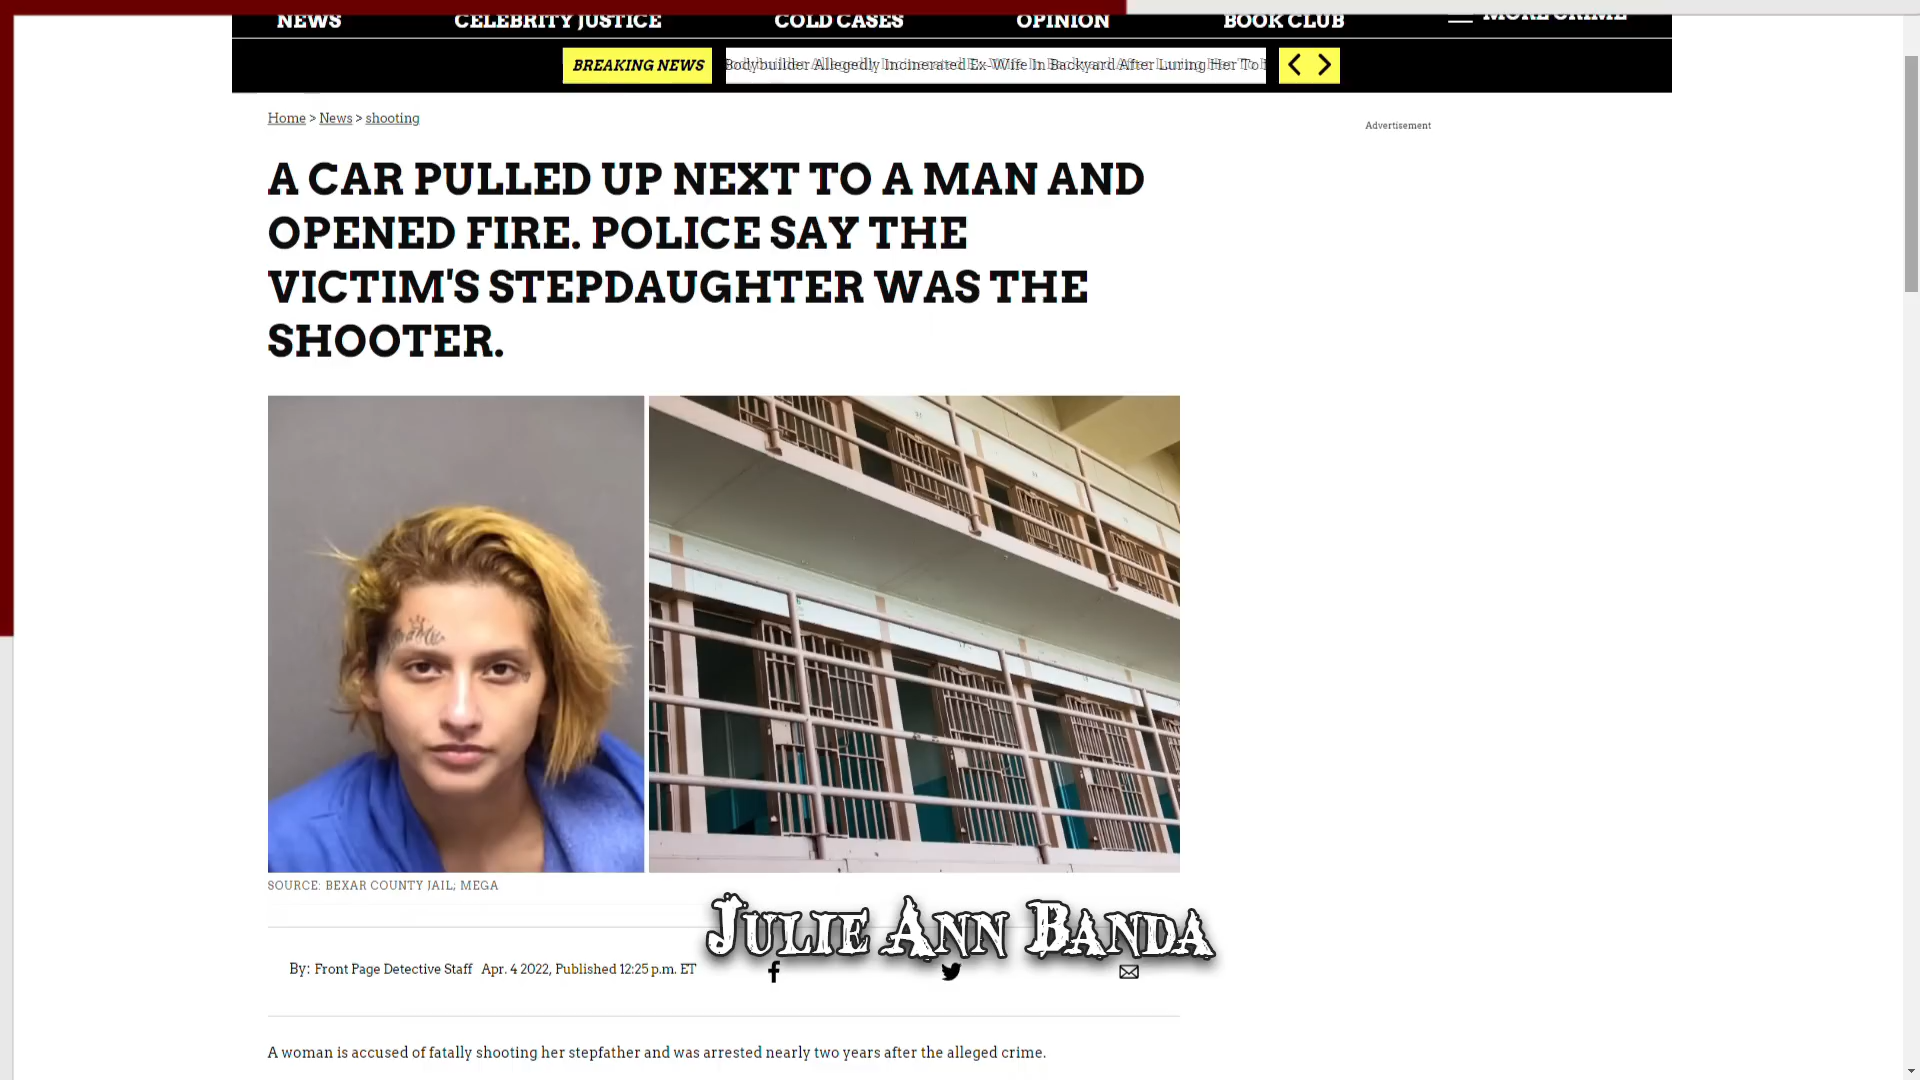 NEWS CELEBRITY JUSTICE COLD CASES OPINION BOOK CLUB MORE CRIME
BREAKING NEWS Bodybuilder Allegedly Incinerated Ex-Wife In Backyard After Luring Her To
Home > News > shooting
Advertisement
A CAR PULLED UP NEXT TO A MAN AND
OPENED FIRE. POLICE SAY THE
VICTIM'S STEPDAUGHTER WAS THE
SHOOTER.
SOURCE: BEXAR COUNTY JAIL; MEGA
Julie Ann Banda
By: Front Page Detective Staff Apr. 4 2022, Published 12:25 p.m. ET
A woman is accused of fatally shooting her stepfather and was arrested nearly two years after the alleged crime.